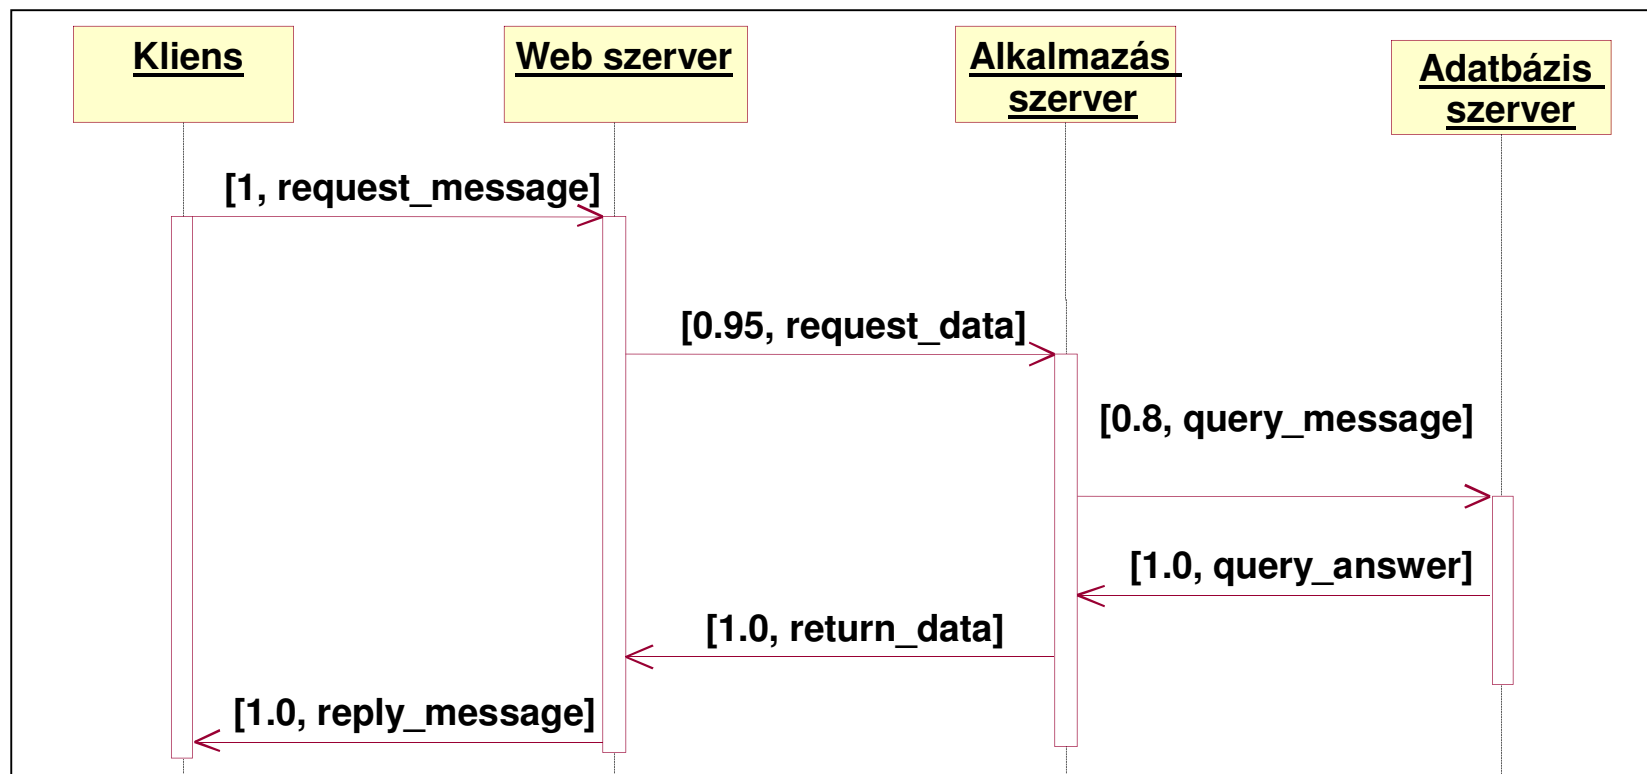 Kliens
Web szerver
Alkalmazás
szerver
Adatbázis
szerver
[1, request_message]
[0.95, request_data]
[0.8, query_message]
[1.0, query_answer]
[1.0, return_data]
[1.0, reply_message]